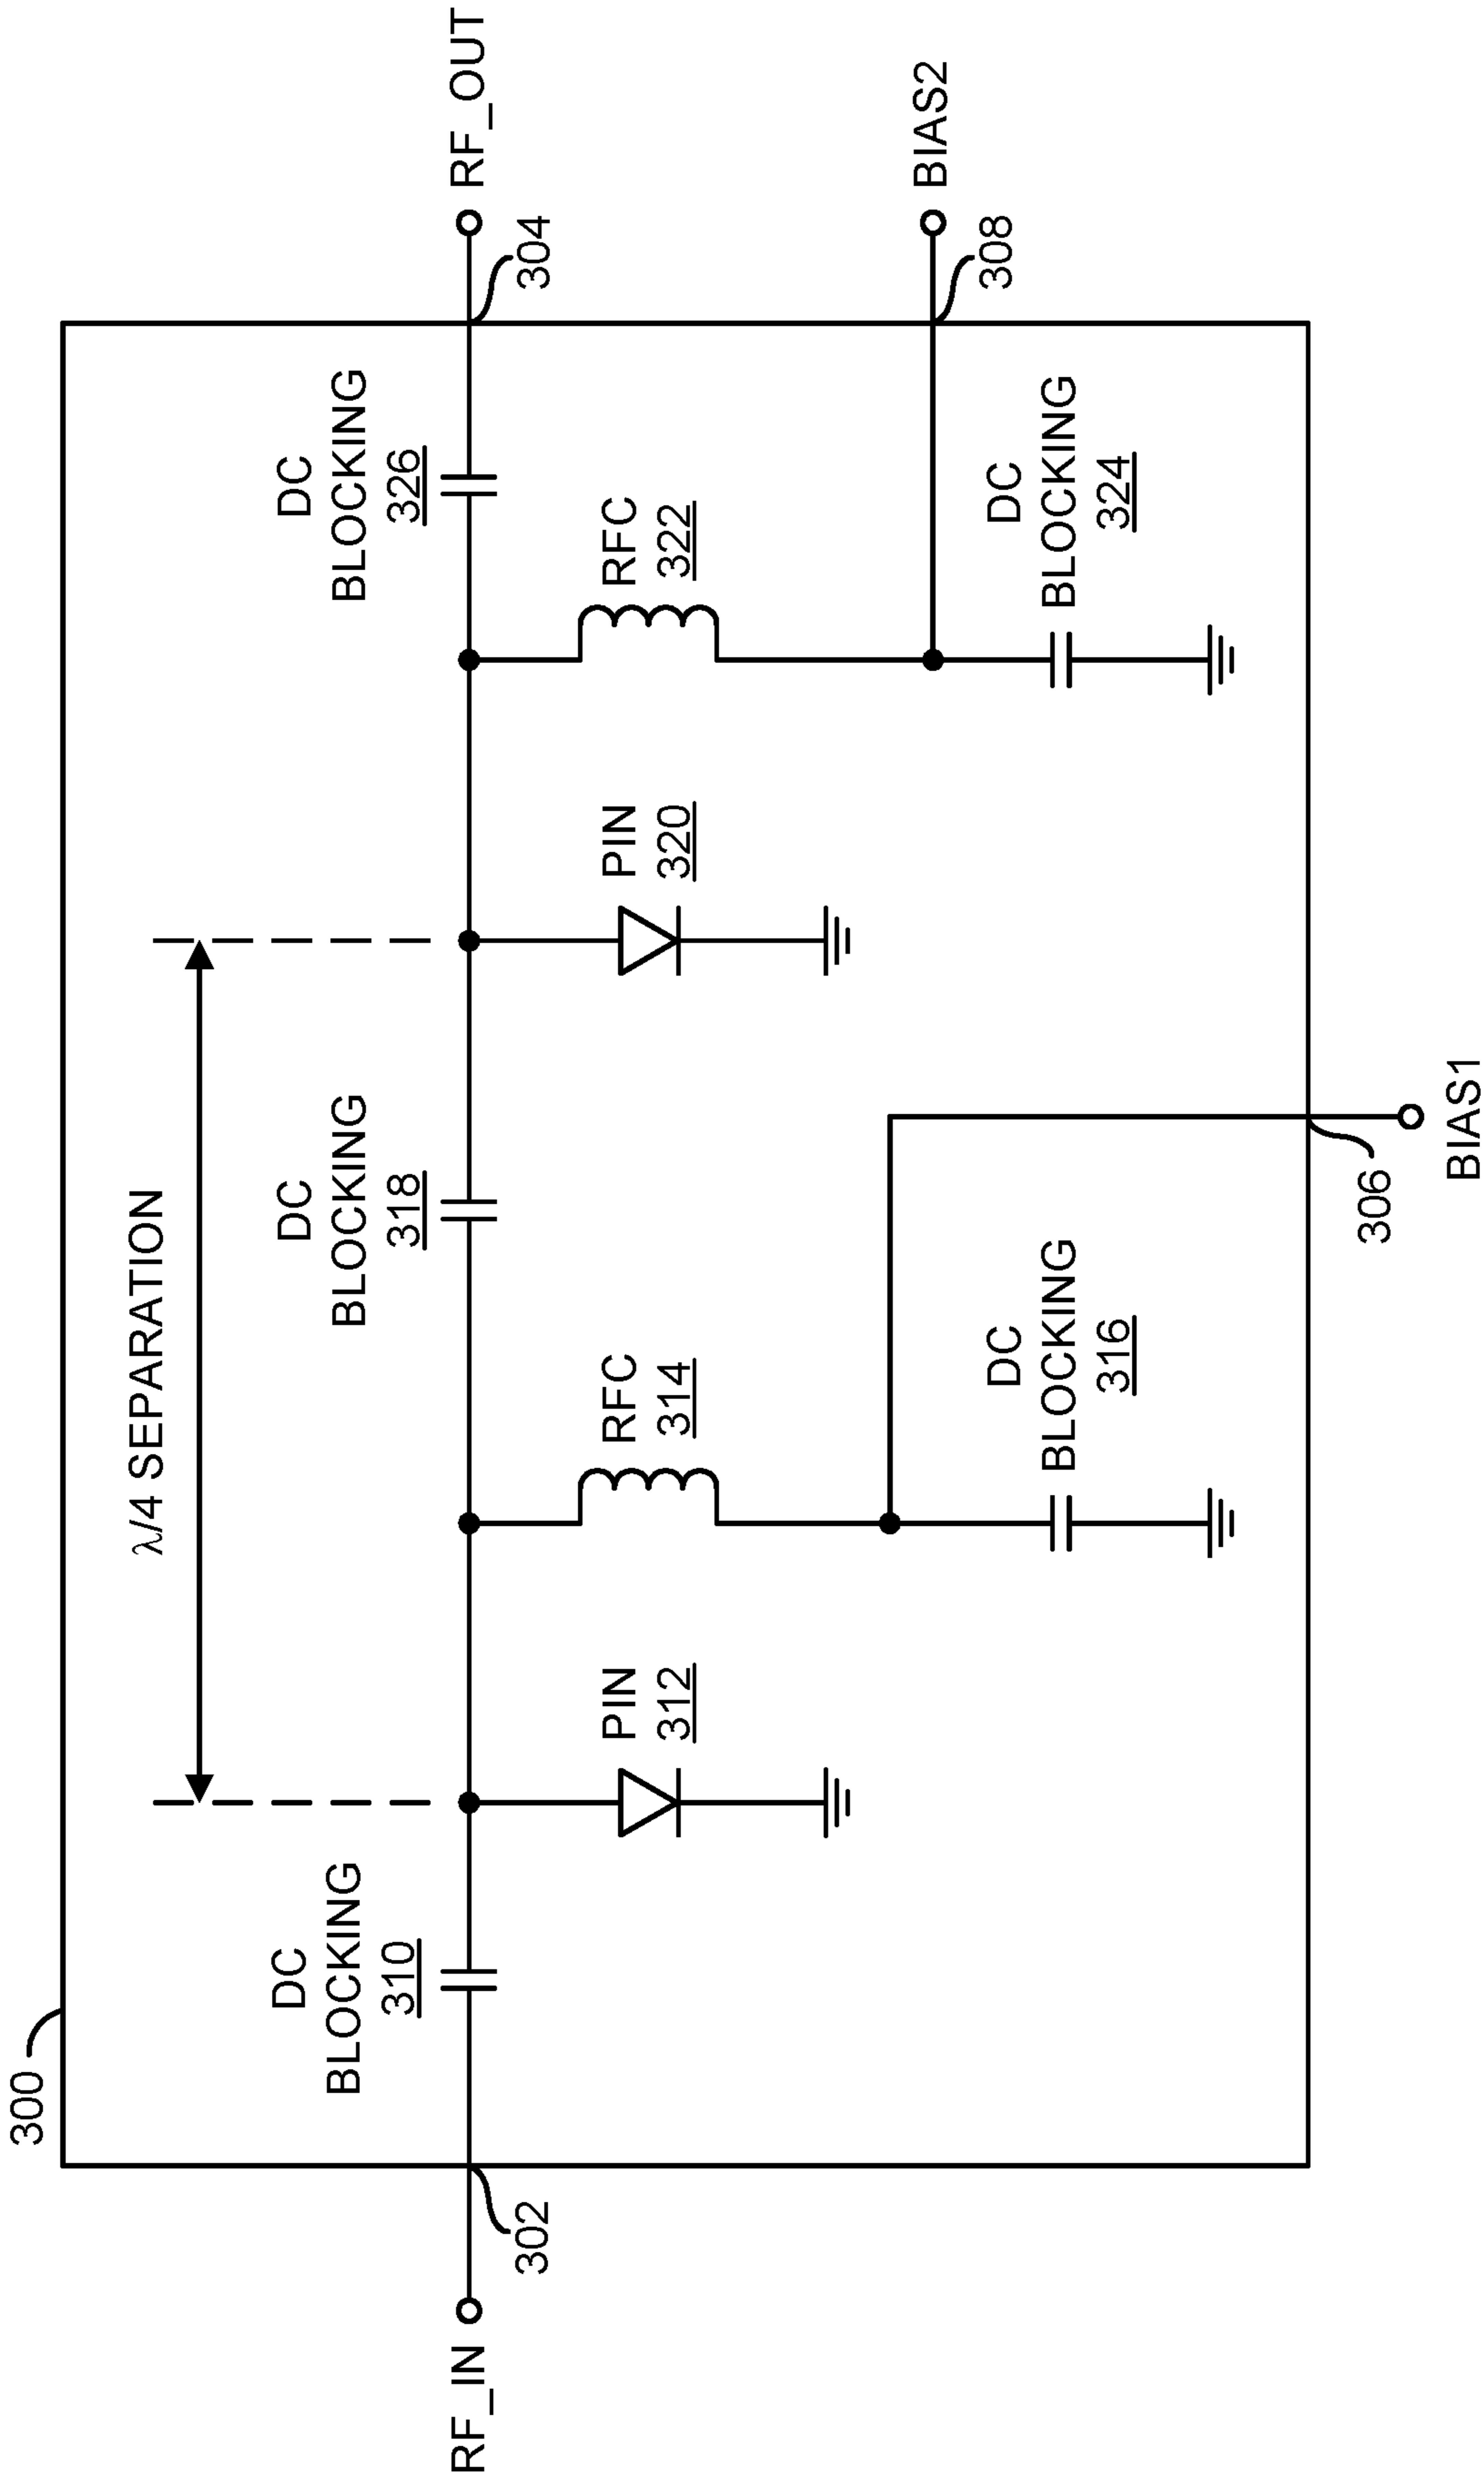 300
λ/4 SEPARATION
DC
BLOCKING
310
DC
BLOCKING
318
DC
BLOCKING
326
RF_IN
302
RF_OUT
304
PIN
312
RFC
314
PIN
320
RFC
322
BIAS2
308
DC
BLOCKING
316
DC
BLOCKING
324
306
BIAS1